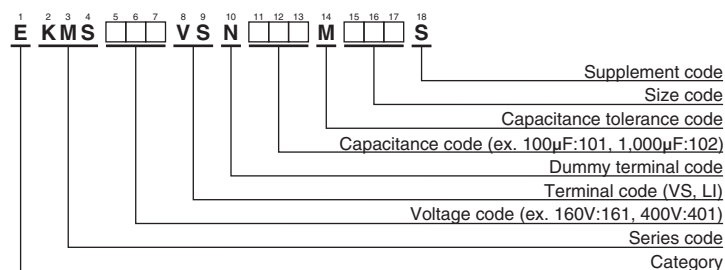 1 2 3 4 5 6 7 8 9 10 11 12 13 14 15 16 17 18
E K M S □□□ V S N □□□ M □□□ S
Supplement code
Size code
Capacitance tolerance code
Capacitance code (ex. 100μF:101, 1,000μF:102)
Dummy terminal code
Terminal code (VS, LI)
Voltage code (ex. 160V:161, 400V:401)
Series code
Category